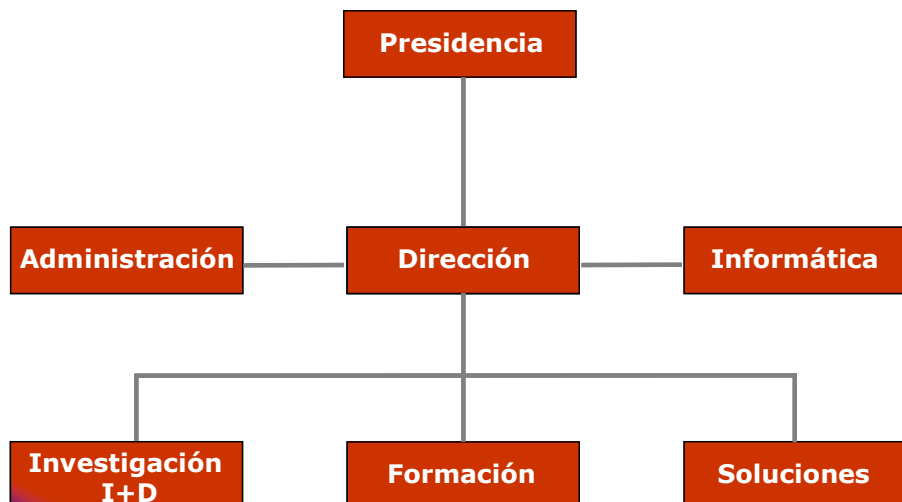 Presidencia
Administración
Dirección
Informática
Investigación
I+D
Formación
Soluciones